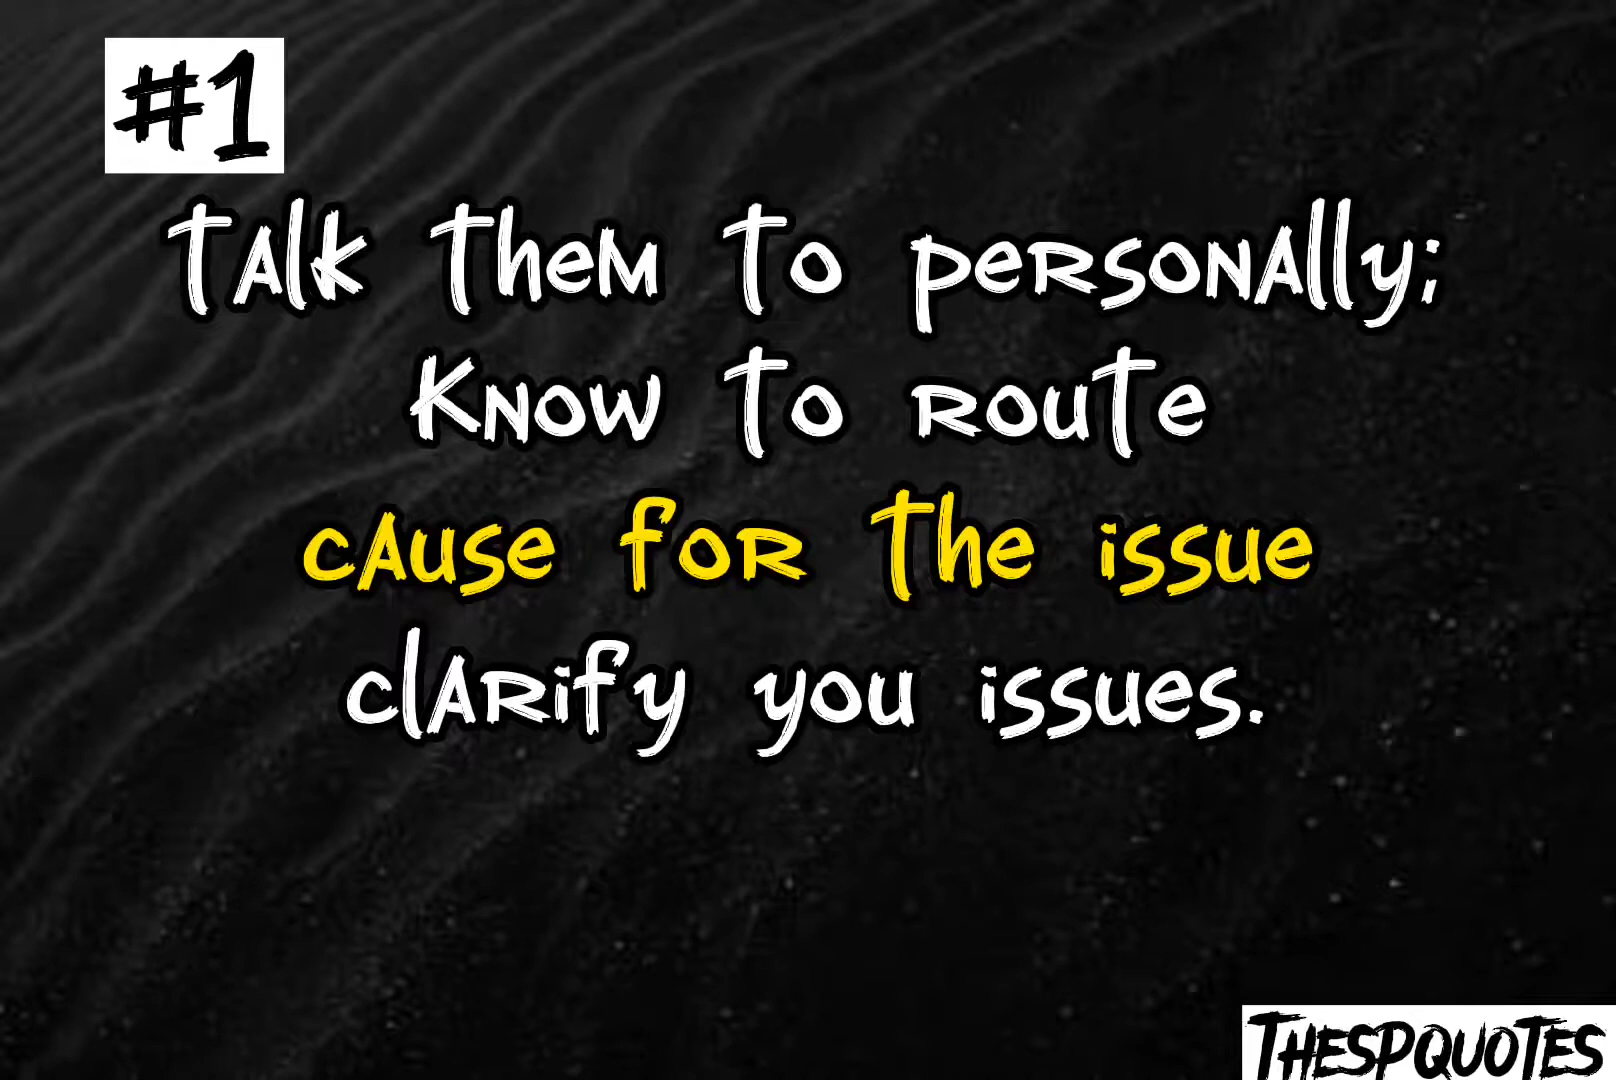 #1
Talk them to personally;
Know to route
cause for the issue
clarify you issues.
THESPQUOTES